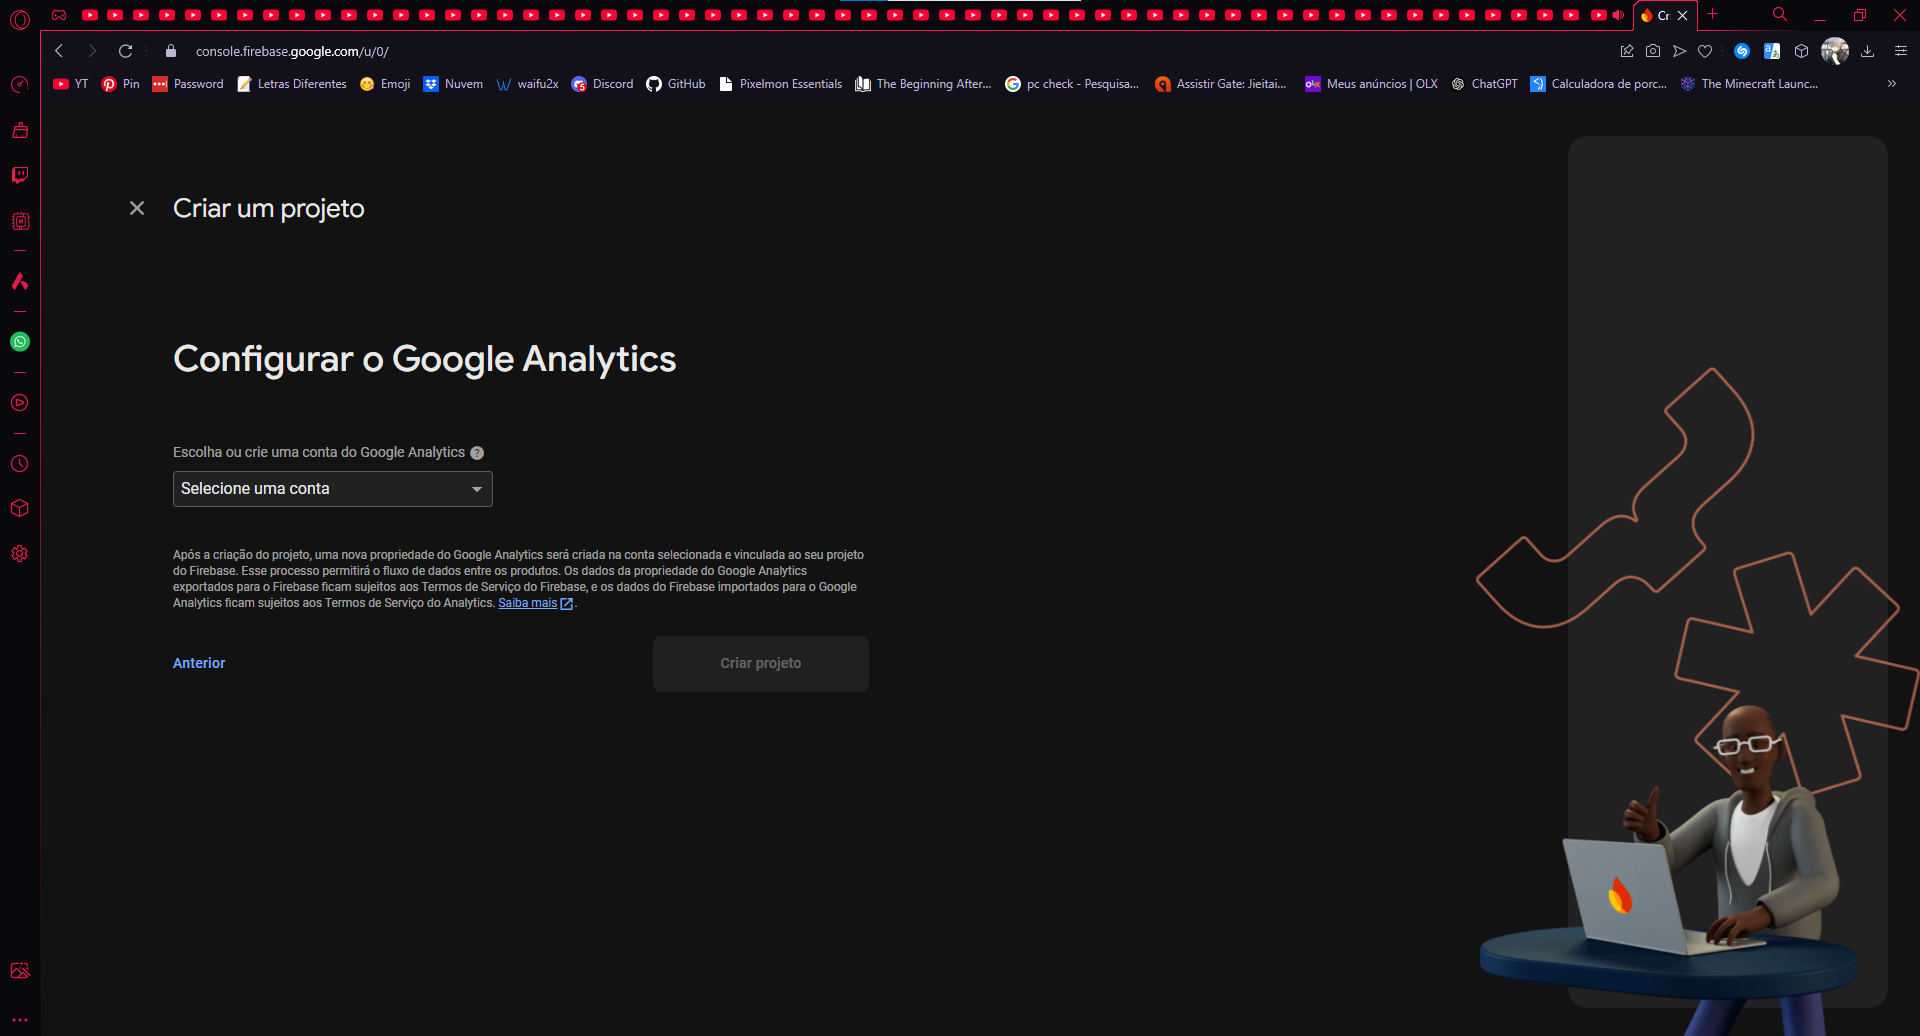 Cr
console.firebase.google.com/u/0/
YT
Pin
Password
Letras Diferentes
Emoji
Nuvem
waifu2x
Discord
GitHub
Pixelmon Essentials
The Beginning After...
pc check - Pesquisa...
Assistir Gate: Jieitai...
Meus anúncios | OLX
ChatGPT
Calculadora de porc...
The Minecraft Launc...
Criar um projeto
Configurar o Google Analytics
Escolha ou crie uma conta do Google Analytics
Selecione uma conta
Após a criação do projeto, uma nova propriedade do Google Analytics será criada na conta selecionada e vinculada ao seu projeto
do Firebase. Esse processo permitirá o fluxo de dados entre os produtos. Os dados da propriedade do Google Analytics
exportados para o Firebase ficam sujeitos aos Termos de Serviço do Firebase, e os dados do Firebase importados para o Google
Analytics ficam sujeitos aos Termos de Serviço do Analytics. Saiba mais.
Anterior
Criar projeto